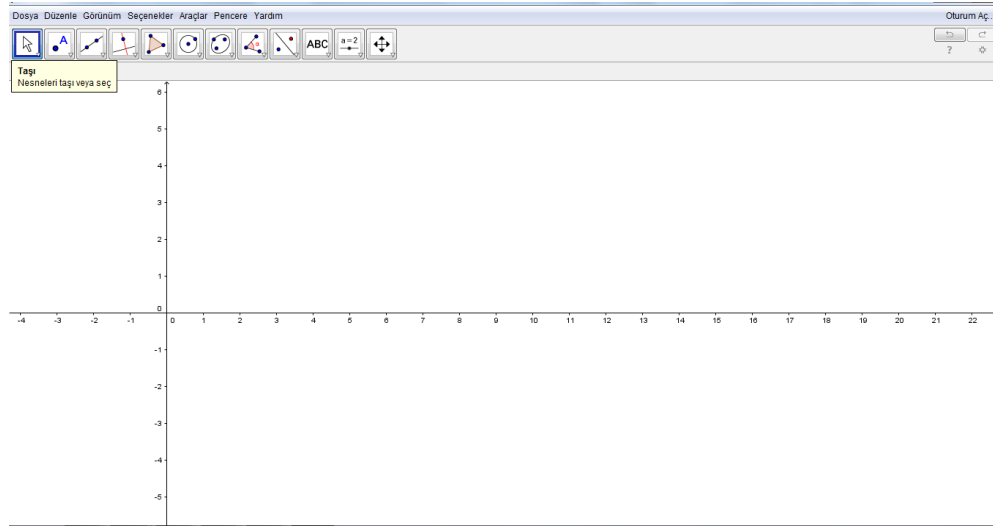 Dosya Düzenle Görünüm Seçenekler Araçlar Pencere Yardım
Oturum Aç..
A
α
ABC
a=2
?
Taşı
Nesneleri taşı veya seç
6
5
4
3
2
1
0
-4 -3 -2 -1 0 1 2 3 4 5 6 7 8 9 10 11 12 13 14 15 16 17 18 19 20 21 22
-1
-2
-3
-4
-5